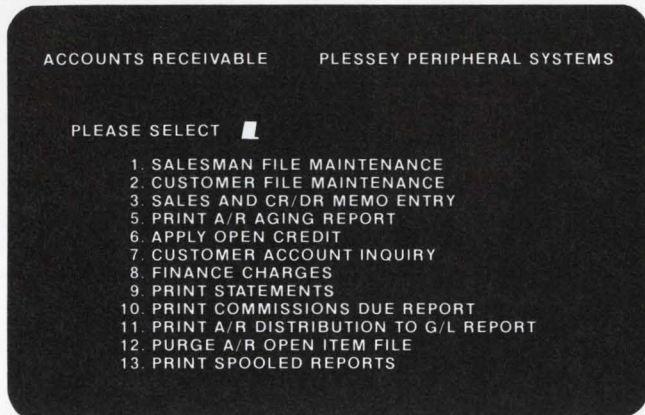 ACCOUNTS RECEIVABLE PLESSEY PERIPHERAL SYSTEMS
PLEASE SELECT
1. SALESMAN FILE MAINTENANCE
2. CUSTOMER FILE MAINTENANCE
3. SALES AND CR/DR MEMO ENTRY
5. PRINT A/R AGING REPORT
6. APPLY OPEN CREDIT
7. CUSTOMER ACCOUNT INQUIRY
8. FINANCE CHARGES
9. PRINT STATEMENTS
10. PRINT COMMISSIONS DUE REPORT
11. PRINT A/R DISTRIBUTION TO G/L REPORT
12. PURGE A/R OPEN ITEM FILE
13. PRINT SPOOLED REPORTS